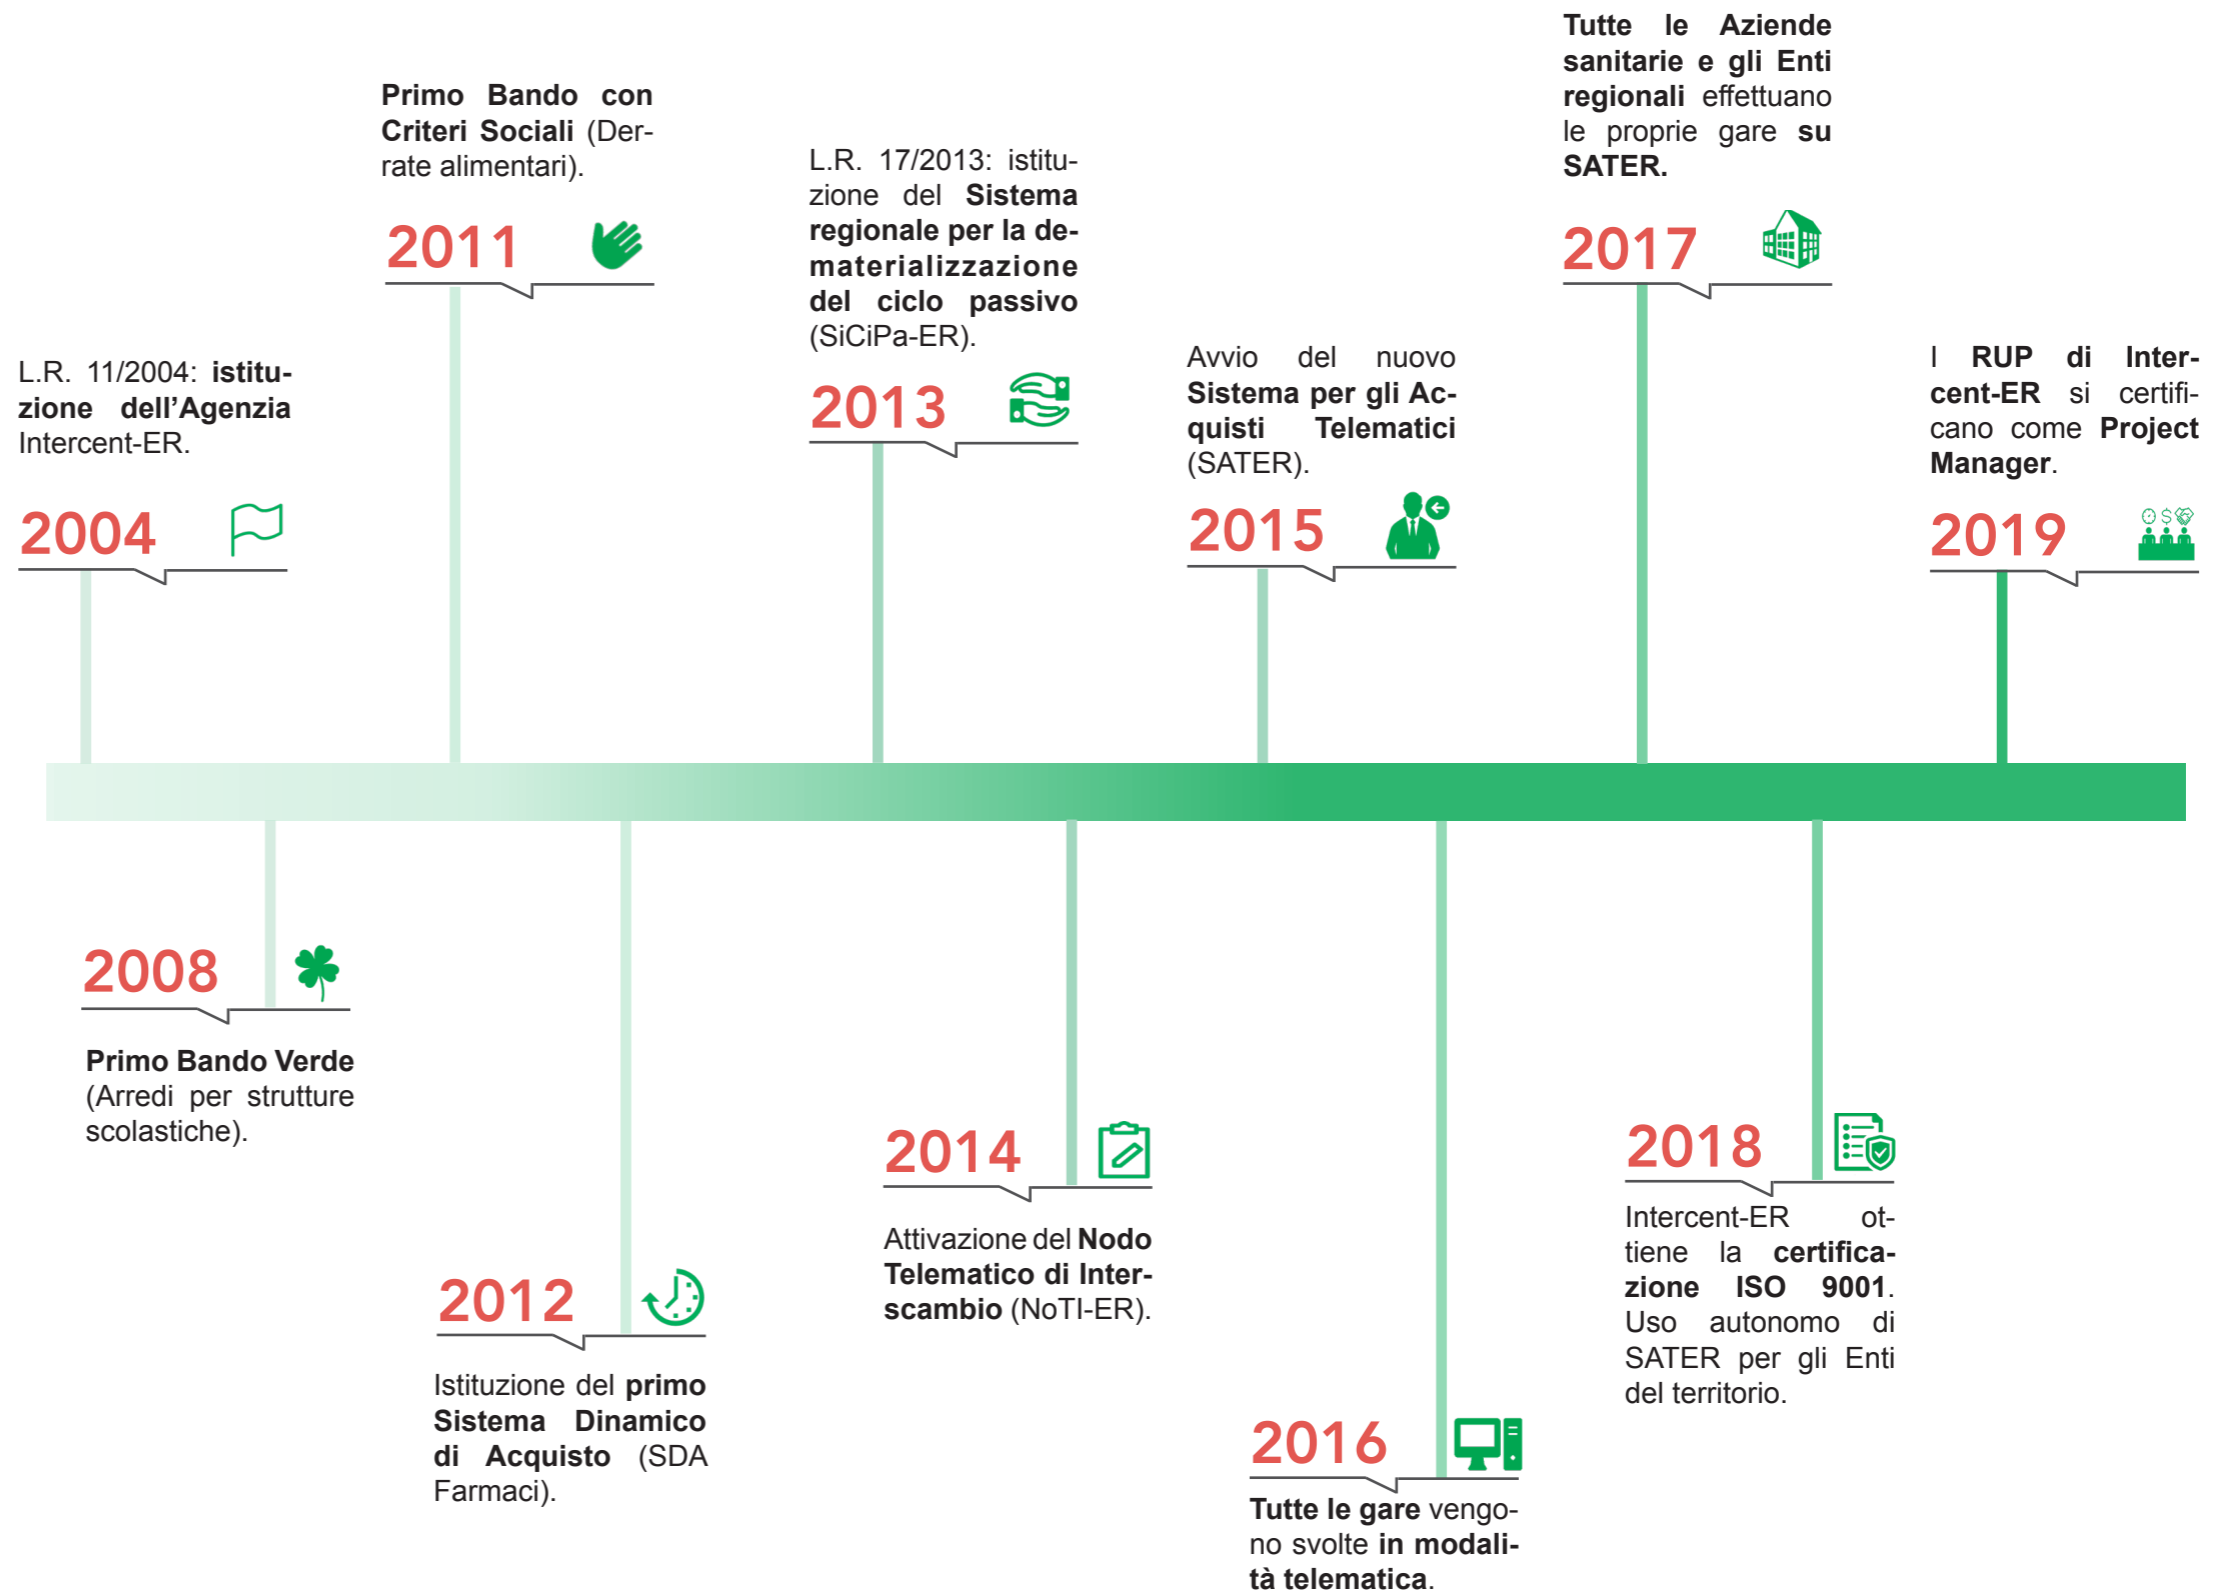 L.R. 11/2004: istitu-
zione dell'Agenzia
Intercent-ER.
2004
2008
Primo Bando Verde
(Arredi per strutture
scolastiche).
Primo Bando con
Criteri Sociali (Der-
rate alimentari).
2011
2012
Istituzione del primo
Sistema Dinamico
di Acquisto (SDA
Farmaci).
L.R. 17/2013: istitu-
zione del Sistema
regionale per la de-
materializzazione
del ciclo passivo
(SiCiPa-ER).
2013
2014
Attivazione del Nodo
Telematico di Inter-
scambio (NoTI-ER).
Avvio del nuovo
Sistema per gli Ac-
quisti Telematici
(SATER).
2015
2016
Tutte le gare vengo-
no svolte in modali-
tà telematica.
Tutte le Aziende
sanitarie e gli Enti
regionali effettuano
le proprie gare su
SATER.
2017
2018
Intercent-ER ot-
tiene la certifica-
zione ISO 9001.
Uso autonomo di
SATER per gli Enti
del territorio.
I RUP di Inter-
cent-ER si certifi-
cano come Project
Manager.
2019